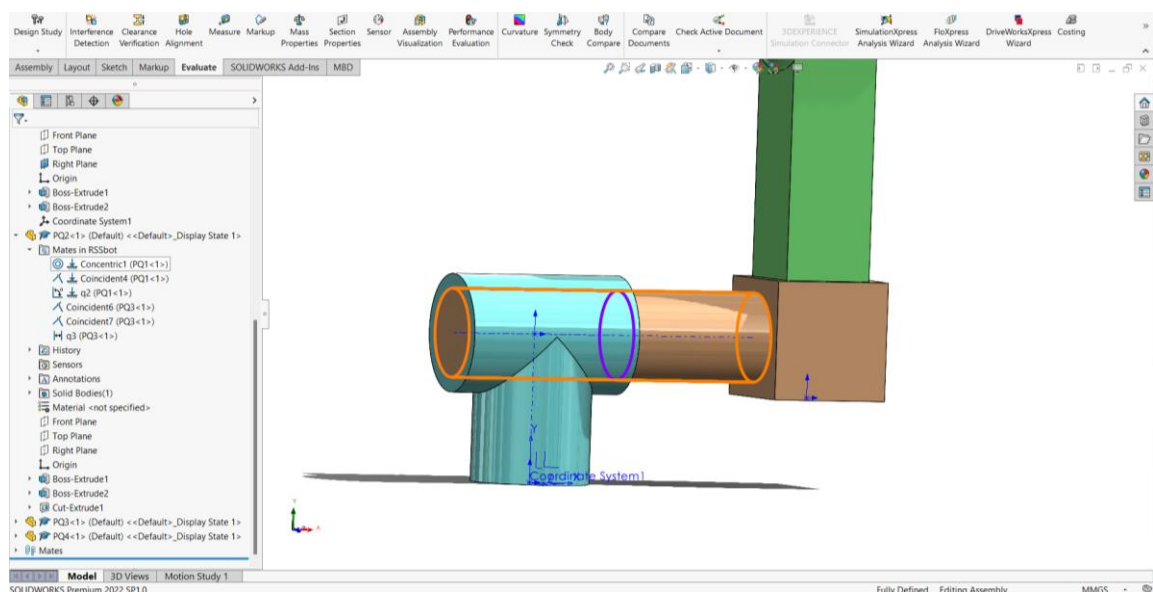 Design Study
Interference Detection
Clearance Verification
Hole Alignment
Measure
Markup
Mass Properties
Section Properties
Sensor
Assembly Visualization
Performance Evaluation
Curvature
Symmetry Check
Body Compare
Compare Documents
Check Active Document
3DEXPERIENCE Simulation Connector
SimulationXpress Analysis Wizard
FloXpress Analysis Wizard
DriveWorksXpress Wizard
Costing
Assembly Layout Sketch Markup Evaluate SOLIDWORKS Add-Ins MBD
Front Plane
Top Plane
Right Plane
Origin
Boss-Extrude1
Boss-Extrude2
Coordinate System1
PQ2<1> (Default) <<Default>_Display State 1>
Mates in RSSbot
Concentric1 (PQ1<1>)
Coincident4 (PQ1<1>)
q2 (PQ1<1>)
Coincident6 (PQ3<1>)
Coincident7 (PQ3<1>)
q3 (PQ3<1>)
History
Sensors
Annotations
Solid Bodies(1)
Material <not specified>
Front Plane
Top Plane
Right Plane
Origin
Boss-Extrude1
Boss-Extrude2
Cut-Extrude1
PQ3<1> (Default) <<Default>_Display State 1>
PQ4<1> (Default) <<Default>_Display State 1>
Mates
Y
Coordinate System1
X
Model 3D Views Motion Study 1
SOLIDWORKS Premium 2022 SP1.0
Fully Defined Editing Assembly MMGS